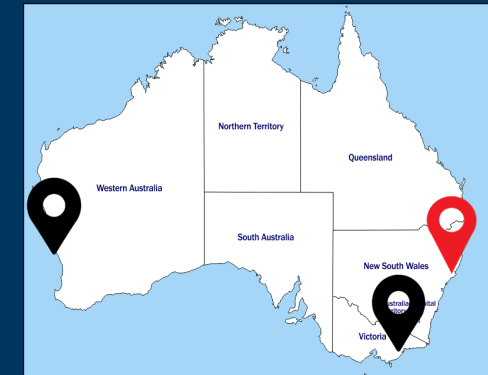 Northern Territory
Queensland
Western Australia
South Australia
New South Wales
Victoria